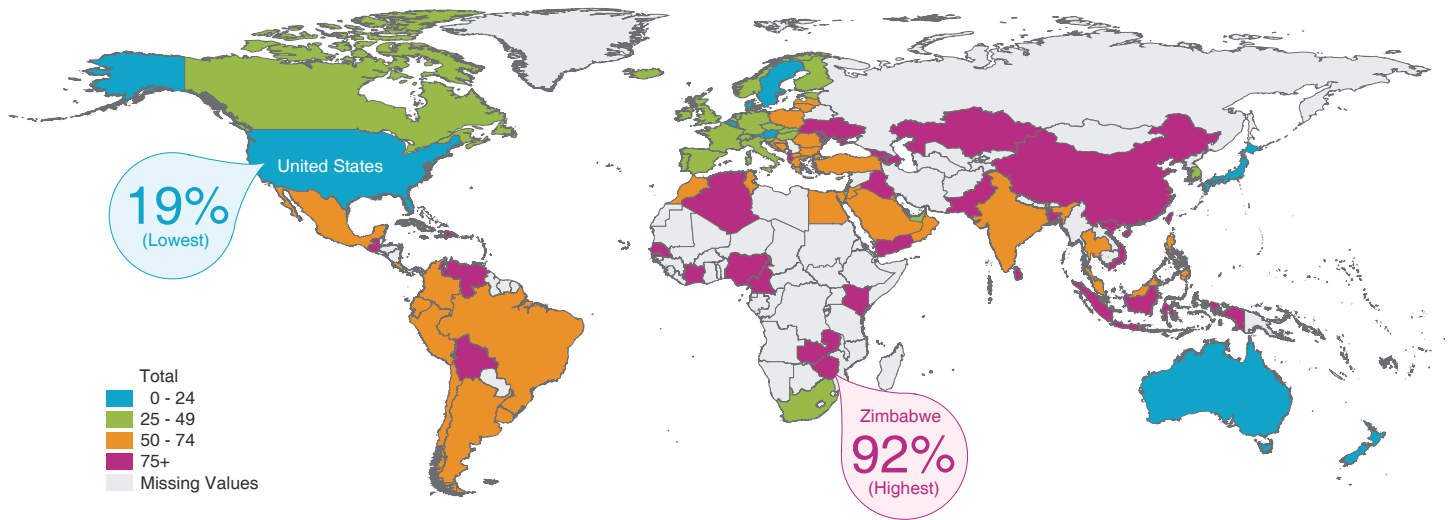 United States
19%
(Lowest)
Total
0 - 24
25 - 49
50 - 74
75+
Missing Values
Zimbabwe
92%
(Highest)